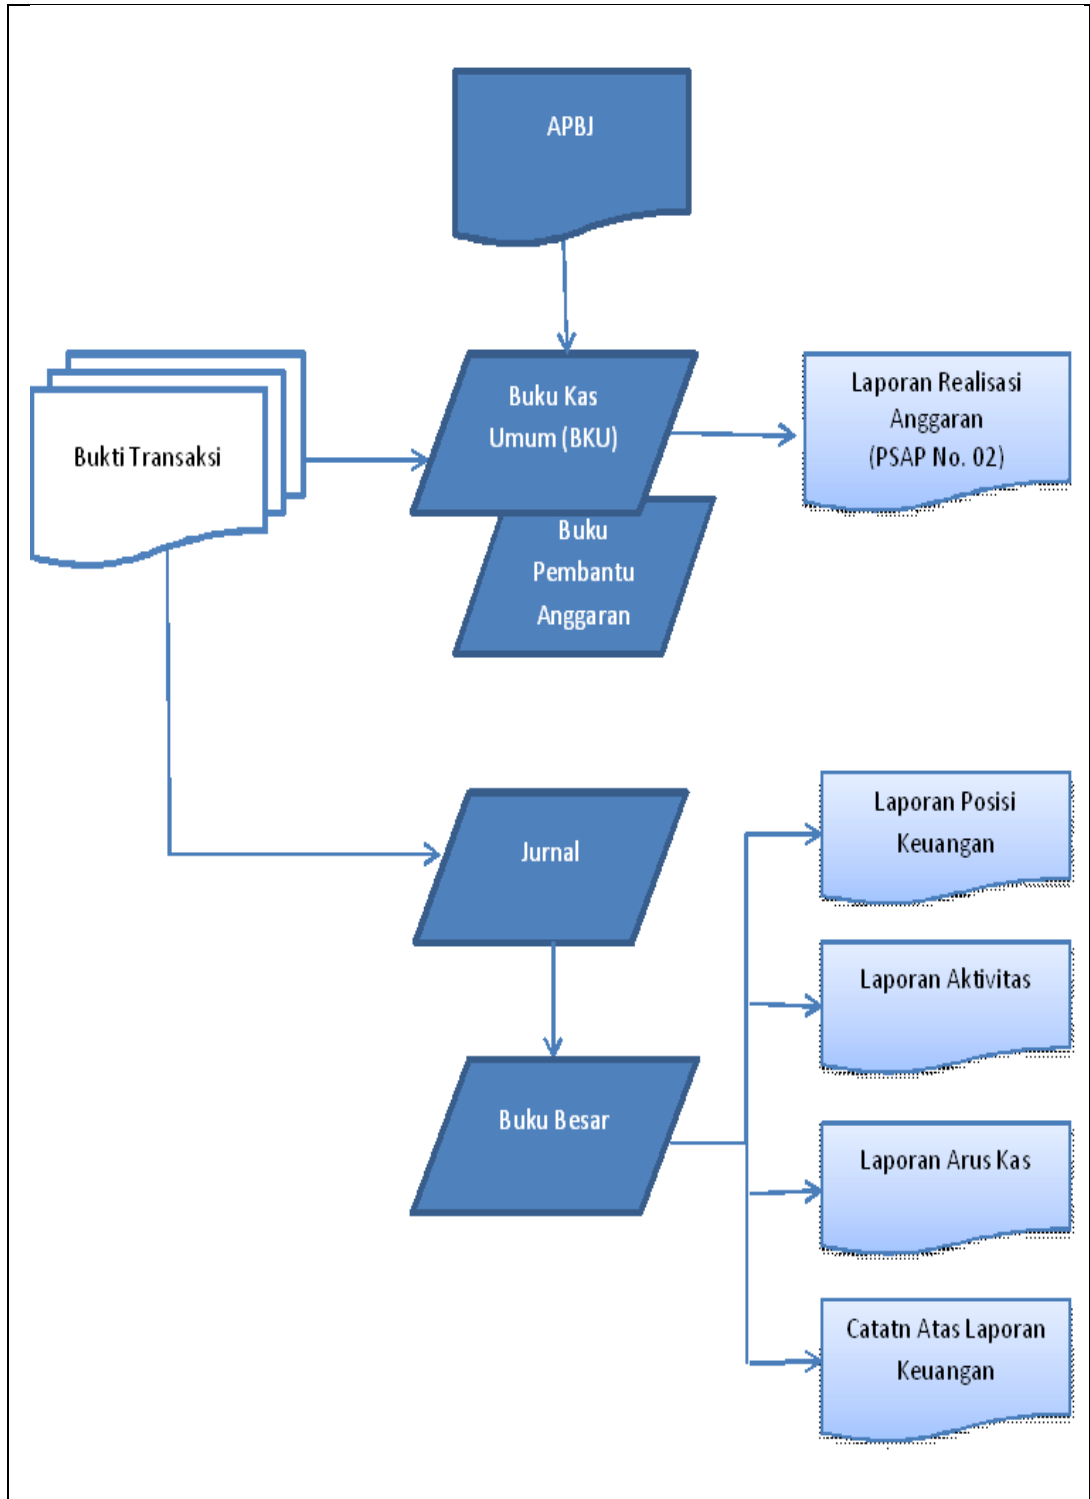 APBJ
Bukti Transaksi
Buku Kas
Umum (BKU)
Laporan Realisasi
Anggaran
(PSAP No. 02)
Buku
Pembantu
Anggaran
Jurnal
Laporan Posisi
Keuangan
Laporan Aktivitas
Buku Besar
Laporan Arus Kas
Catatn Atas Laporan
Keuangan